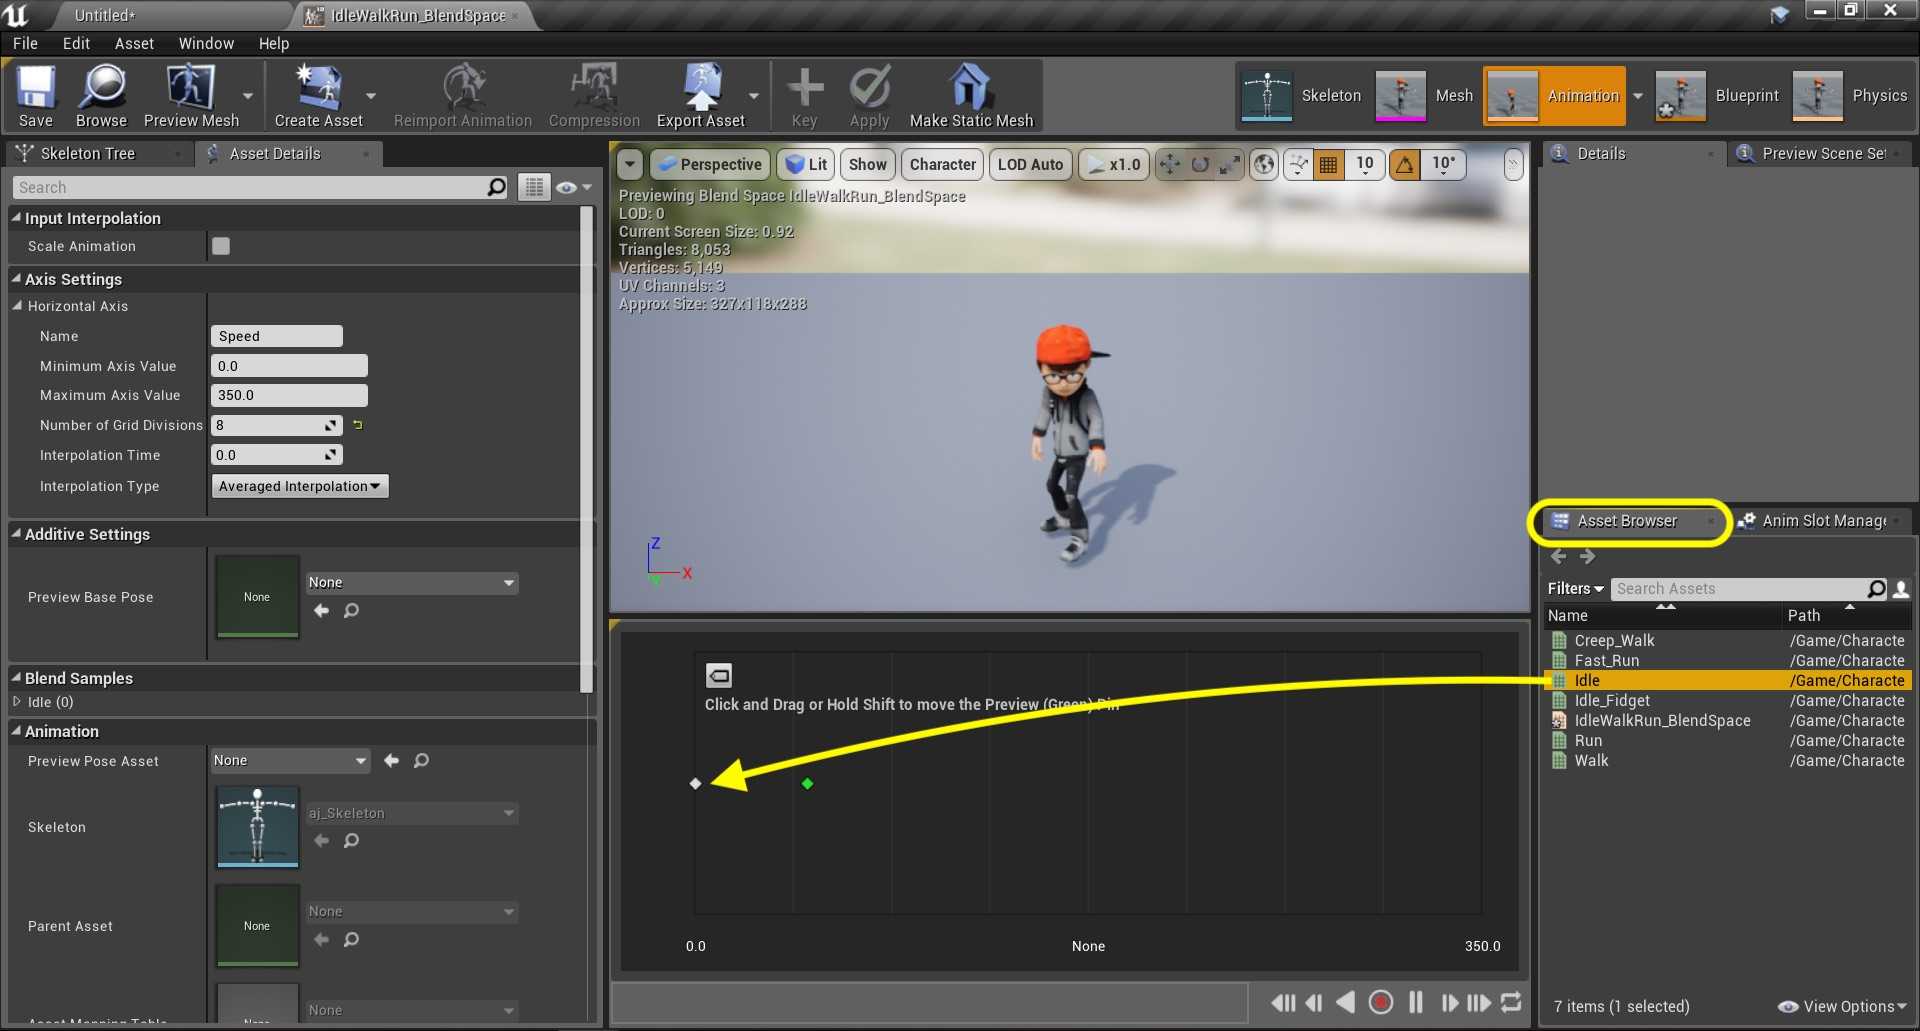 Untitled*
IdleWalkRun_BlendSpace
File Edit Asset Window Help
Save
Browse
Preview Mesh
Create Asset
Reimport Animation
Compression
Export Asset
Key
Apply
Make Static Mesh
Skeleton
Mesh
Animation
Blueprint
Physics
Skeleton Tree
Asset Details
Search
Input Interpolation
Scale Animation
Axis Settings
Horizontal Axis
Name Speed
Minimum Axis Value 0.0
Maximum Axis Value 350.0
Number of Grid Divisions 8
Interpolation Time 0.0
Interpolation Type Averaged Interpolation
Additive Settings
Preview Base Pose None None
Blend Samples
Idle (0)
Animation
Preview Pose Asset None
Skeleton aj_Skeleton
Parent Asset None None
None
Perspective Lit Show Character LOD Auto x1.0 10 10°
Previewing Blend Space IdleWalkRun_BlendSpace
LOD: 0
Current Screen Size: 0.92
Triangles: 8,053
Vertices: 5,149
UV Channels: 3
Approx Size: 327x118x288
Z
X
Y
Click and Drag or Hold Shift to move the Preview (Green) Pin
0.0 None 350.0
Details
Preview Scene Set
Asset Browser
Anim Slot Manage
Filters Search Assets
Name Path
Creep_Walk /Game/Characte
Fast_Run /Game/Characte
Idle /Game/Characte
Idle_Fidget /Game/Characte
IdleWalkRun_BlendSpace /Game/Characte
Run /Game/Characte
Walk /Game/Characte
7 items (1 selected)
View Options